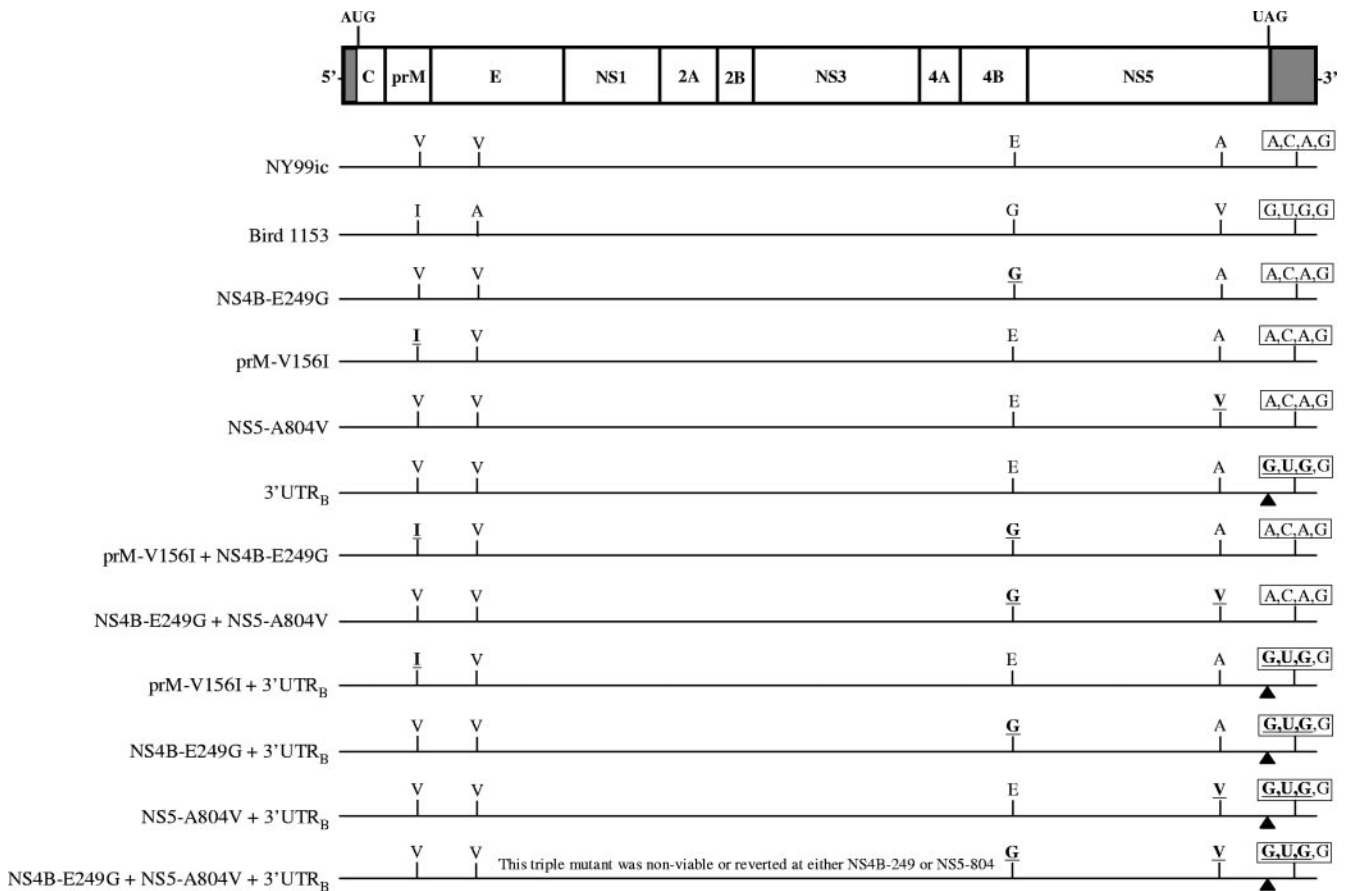 AUG UAG
5'- C prM E NS1 2A 2B NS3 4A 4B NS5 -3'
V V E A A,C,A,G
NY99ic
I A G V G,U,G,G
Bird 1153
V V G A A,C,A,G
NS4B-E249G
I V E A A,C,A,G
prM-V156I
V V E V A,C,A,G
NS5-A804V
V V E A G,U,G,G
3'UTRB
I V G A A,C,A,G
prM-V156I + NS4B-E249G
V V G V A,C,A,G
NS4B-E249G + NS5-A804V
I V E A G,U,G,G
prM-V156I + 3'UTRB
V V G A G,U,G,G
NS4B-E249G + 3'UTRB
V V E V G,U,G,G
NS5-A804V + 3'UTRB
V V This triple mutant was non-viable or reverted at either NS4B-249 or NS5-804 G V G,U,G,G
NS4B-E249G + NS5-A804V + 3'UTRB